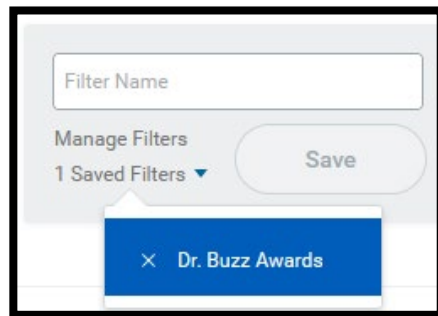 Filter Name
Manage Filters
1 Saved Filters
Save
Dr. Buzz Awards